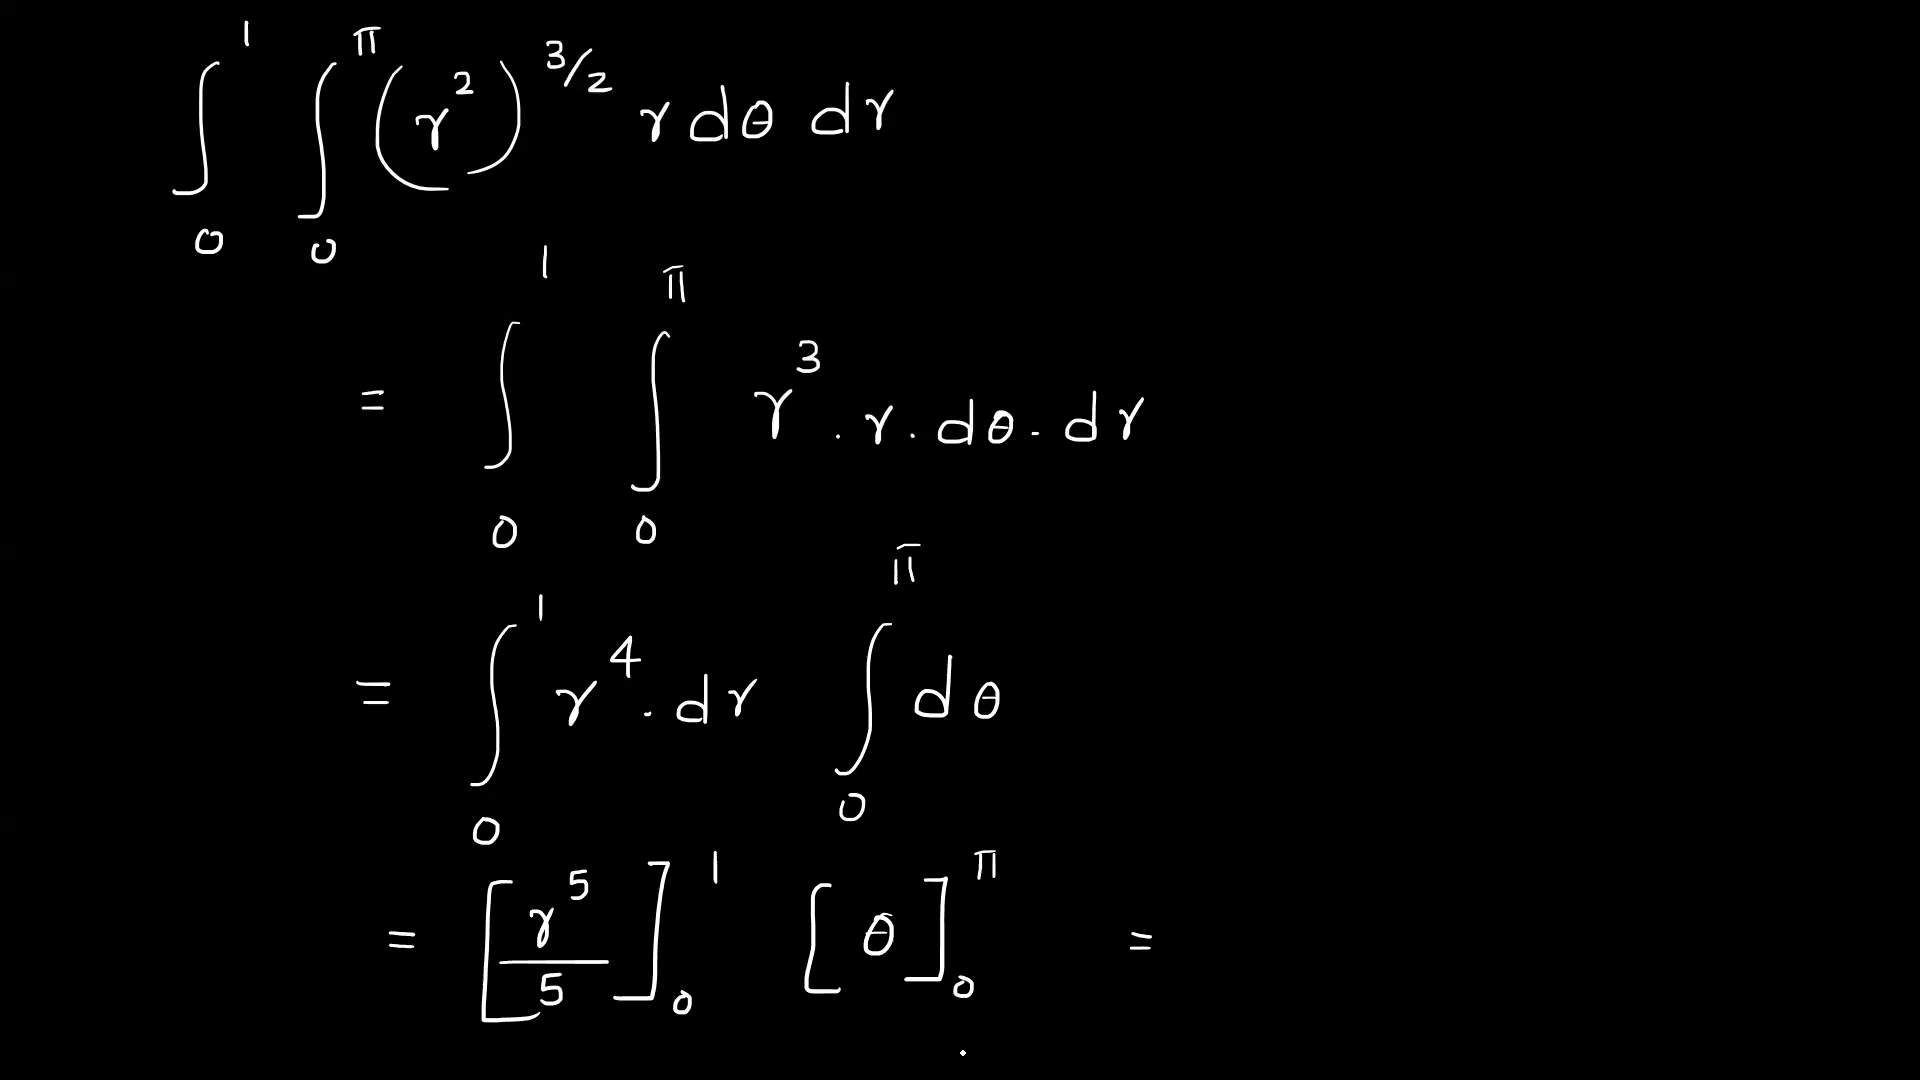 ∫₀¹ ∫₀^π (r²)^3/2 r dθ dr
= ∫₀¹ ∫₀^π r³ . r . dθ . dr
= ∫₀¹ r⁴ . dr ∫₀^π dθ
= [r⁵/5]₀¹ [θ]₀^π =